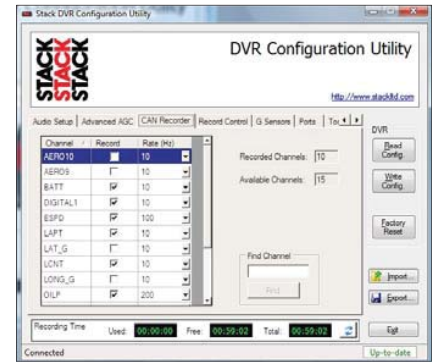 Stack DVR Configuration Utility
STACK
STACK
STACK
DVR Configuration Utility
http://www.stackltd.com
Audio Setup Advanced AGC CAN Recorder Record Control G Sensors Ports
DVR
Channel Record Rate (Hz)
AERO10 10
AERO9 10
BATT 10
DIGITAL1 10
ESPD 100
LAPT 10
LAT_G 10
LCNT 10
LONG_G 10
OILP 200
Recorded Channels: 10
Available Channels: 15
Find Channel
Find
Read Config.
Write Config.
Factory Reset
Import...
Export...
Recording Time Used: 00:00:00 Free: 00:59:02 Total: 00:59:02
Exit
Connected Up-to-date